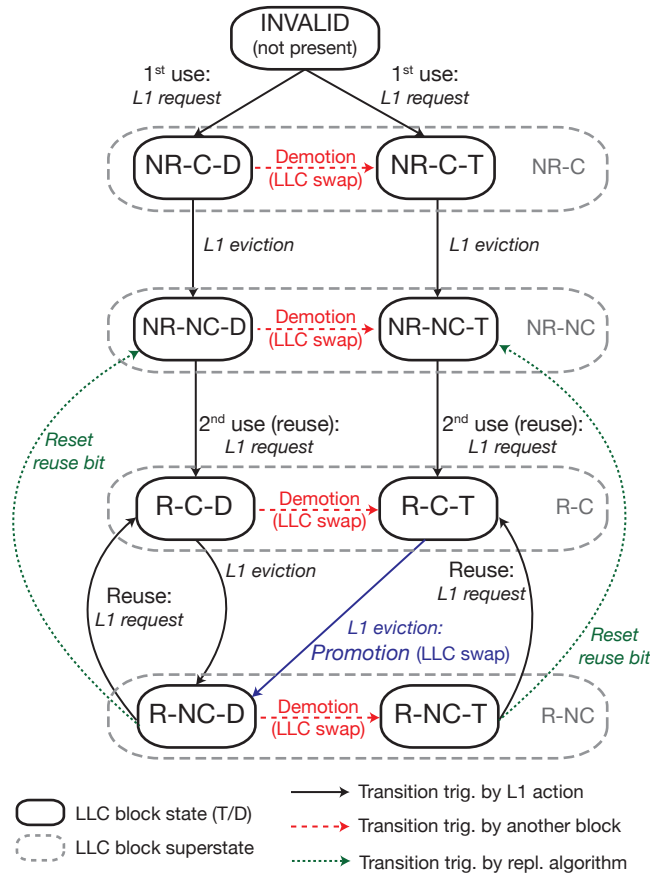 INVALID
(not present)
1st use:
L1 request
1st use:
L1 request
NR-C-D
Demotion
(LLC swap)
NR-C-T
NR-C
L1 eviction
L1 eviction
NR-NC-D
Demotion
(LLC swap)
NR-NC-T
NR-NC
Reset
reuse bit
2nd use (reuse):
L1 request
2nd use (reuse):
L1 request
R-C-D
Demotion
(LLC swap)
R-C-T
R-C
Reuse:
L1 request
L1 eviction
L1 eviction:
Promotion (LLC swap)
Reuse:
L1 request
Reset
reuse bit
R-NC-D
Demotion
(LLC swap)
R-NC-T
R-NC
LLC block state (T/D)
LLC block superstate
Transition trig. by L1 action
Transition trig. by another block
Transition trig. by repl. algorithm